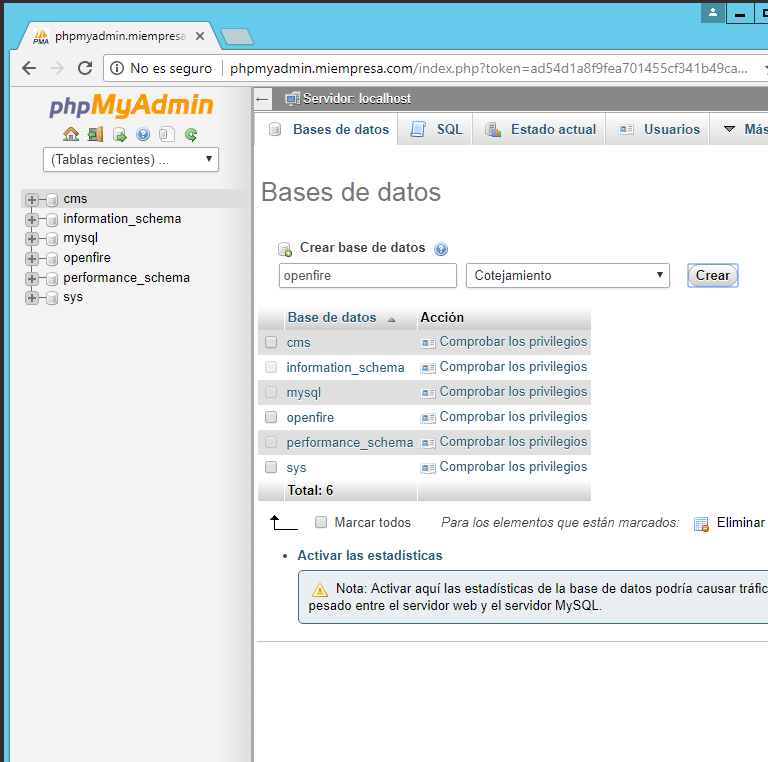 phpmyadmin.miempresa
No es seguro | phpmyadmin.miempresa.com/index.php?token=ad54d1a8f9fea701455cf341b49ca...
phpMyAdmin
(Tablas recientes) ...
cms
information_schema
mysql
openfire
performance_schema
sys
Servidor: localhost
Bases de datos SQL Estado actual Usuarios Más
Bases de datos
Crear base de datos
openfire Cotejamiento Crear
Base de datos Acción
cms Comprobar los privilegios
information_schema Comprobar los privilegios
mysql Comprobar los privilegios
openfire Comprobar los privilegios
performance_schema Comprobar los privilegios
sys Comprobar los privilegios
Total: 6
Marcar todos Para los elementos que están marcados: Eliminar
Activar las estadísticas
Nota: Activar aquí las estadísticas de la base de datos podría causar tráfic
pesado entre el servidor web y el servidor MySQL.